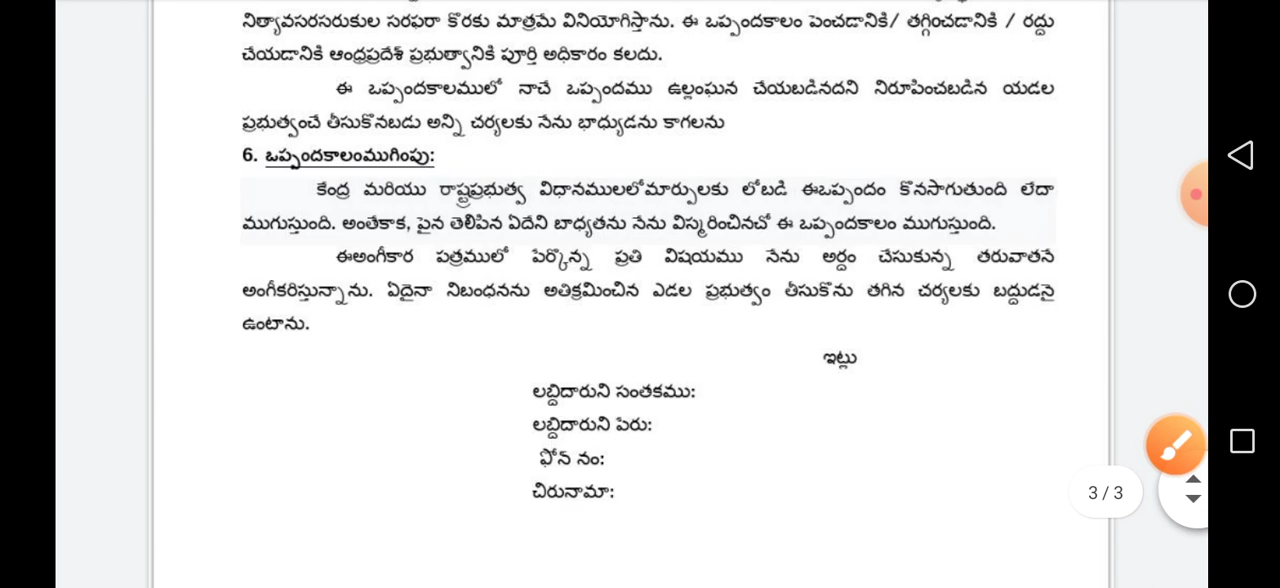 నిత్యావసరసరుకుల సరఫరా కొరకు మాత్రమే వినియోగిస్తాను. ఈ ఒప్పందకాలం పెంచడానికి/ తగ్గించడానికి / రద్దు
చేయడానికి ఆంధ్రప్రదేశ్ ప్రభుత్వానికి పూర్తి అధికారం కలదు.
ఈ ఒప్పందకాలములో నాచే ఒప్పందము ఉల్లంఘన చేయబడినదని నిరూపించబడిన యడల
ప్రభుత్వంచే తీసుకొనబడు అన్ని చర్యలకు నేను భాధ్యుడను కాగలను
6. ఒప్పందకాలంముగింపు:
కేంద్ర మరియు రాష్ట్రప్రభుత్వ విధానములలోమార్పులకు లోబడి ఈఒప్పందం కొనసాగుతుంది లేదా
ముగుస్తుంది. అంతేకాక, పైన తెలిపిన ఏదేని బాధ్యతను నేను విస్మరించినచో ఈ ఒప్పందకాలం ముగుస్తుంది.
ఈఅంగీకార పత్రములో పేర్కొన్న ప్రతి విషయము నేను అర్దం చేసుకున్న తరువాతనే
అంగీకరిస్తున్నాను. ఏదైనా నిబంధనను అతిక్రమించిన ఎడల ప్రభుత్వం తీసుకొను తగిన చర్యలకు బద్దుడనై
ఉంటాను.
ఇట్లు
లబ్దిదారుని సంతకము:
లబ్దిదారుని పేరు:
ఫోన్ నం:
చిరునామా:
3 / 3